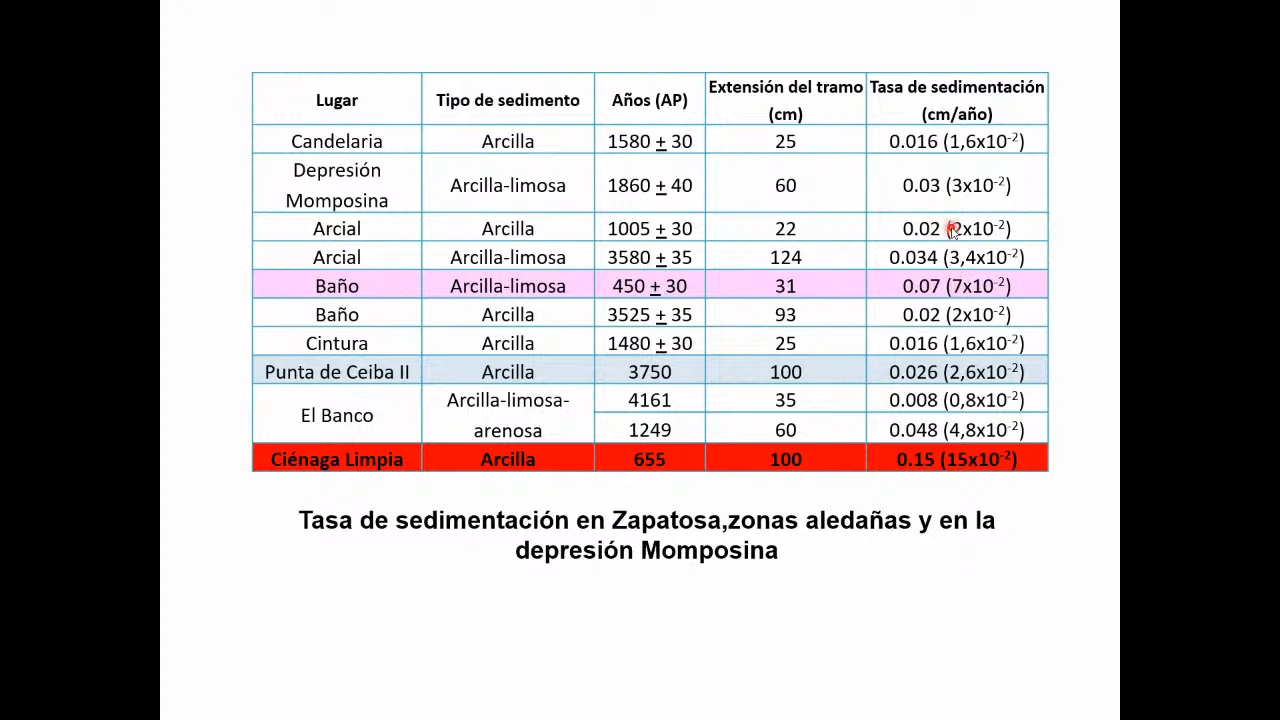 Lugar Tipo de sedimento Años (AP) Extensión del tramo (cm) Tasa de sedimentación (cm/año)
Candelaria Arcilla 1580 ± 30 25 0.016 (1,6x10⁻²)
Depresión Momposina Arcilla-limosa 1860 ± 40 60 0.03 (3x10⁻²)
Arcial Arcilla 1005 ± 30 22 0.02 (2x10⁻²)
Arcial Arcilla-limosa 3580 ± 35 124 0.034 (3,4x10⁻²)
Baño Arcilla-limosa 450 ± 30 31 0.07 (7x10⁻²)
Baño Arcilla 3525 ± 35 93 0.02 (2x10⁻²)
Cintura Arcilla 1480 ± 30 25 0.016 (1,6x10⁻²)
Punta de Ceiba II Arcilla 3750 100 0.026 (2,6x10⁻²)
El Banco Arcilla-limosa-arenosa 4161 35 0.008 (0,8x10⁻²)
1249 60 0.048 (4,8x10⁻²)
Ciénaga Limpia Arcilla 655 100 0.15 (15x10⁻²)
Tasa de sedimentación en Zapatosa,zonas aledañas y en la
depresión Momposina